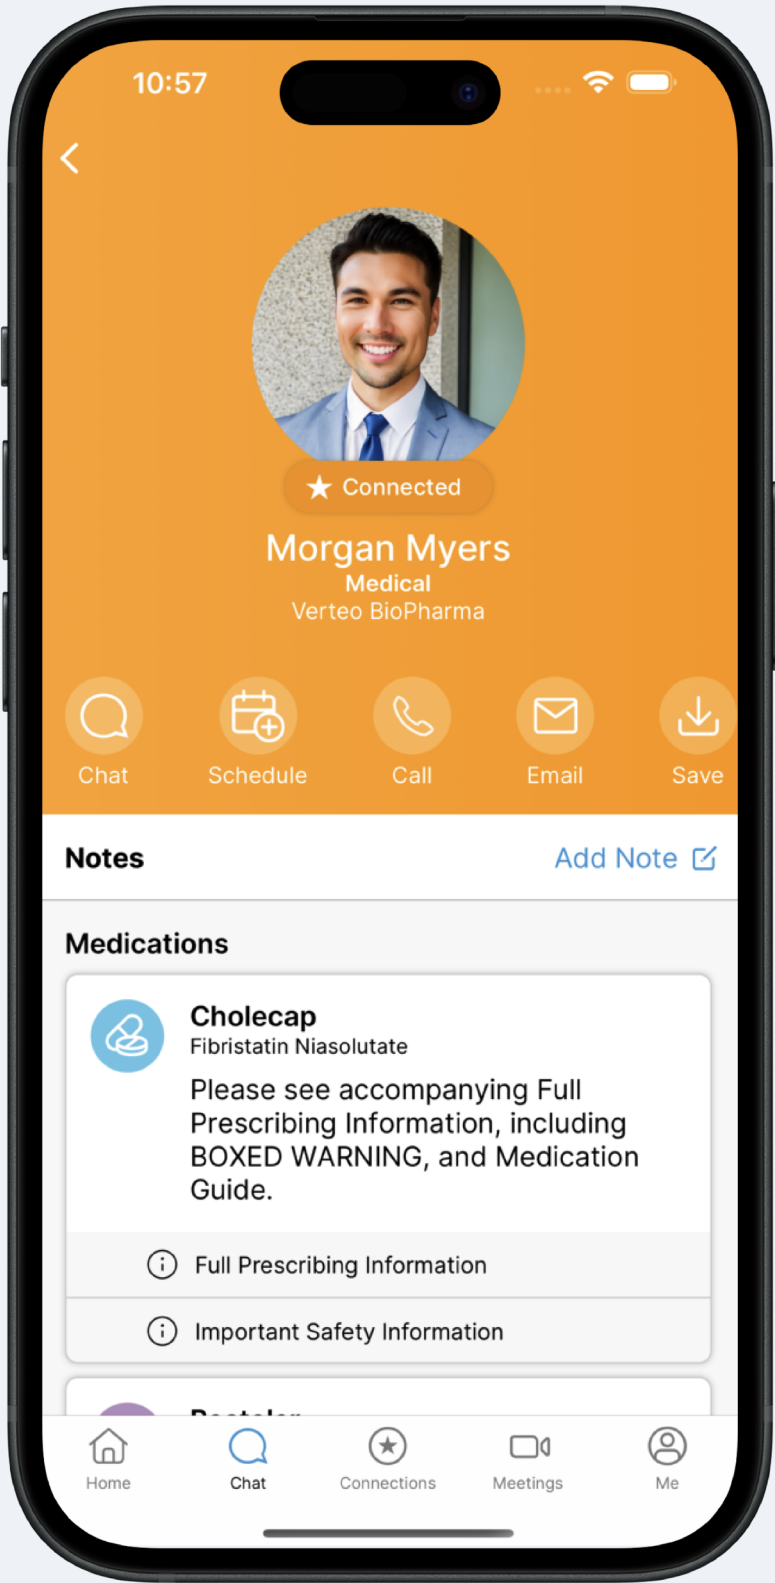 10:57
Connected
Morgan Myers
Medical
Verteo BioPharma
Chat
Schedule
Call
Email
Save
Notes
Add Note
Medications
Cholecap
Fibristatin Niasolutate
Please see accompanying Full
Prescribing Information, including
BOXED WARNING, and Medication
Guide.
Full Prescribing Information
Important Safety Information
Home
Chat
Connections
Meetings
Me